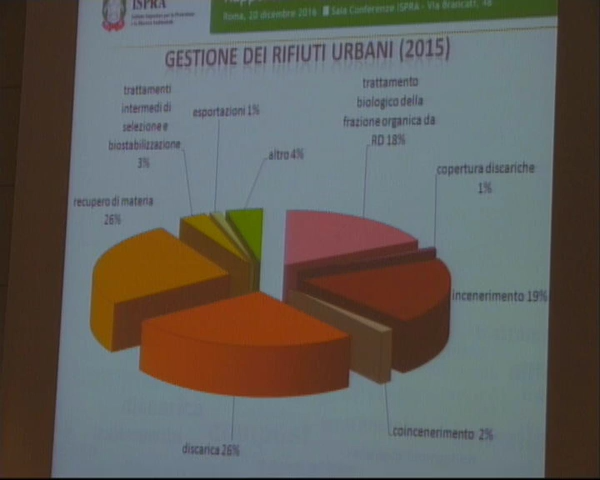 ISPRA
Roma, 20 dicembre 2016 Sala Conferenze ISPRA - Via Brancati, 48
GESTIONE DEI RIFIUTI URBANI (2015)
trattamenti
intermedi di
selezione e
biostabilizzazione
3%
esportazioni 1%
altro 4%
trattamento
biologico della
frazione organica da
RD 18%
copertura discariche
1%
recupero di materia
26%
incenerimento 19%
coincenerimento 2%
discarica 26%